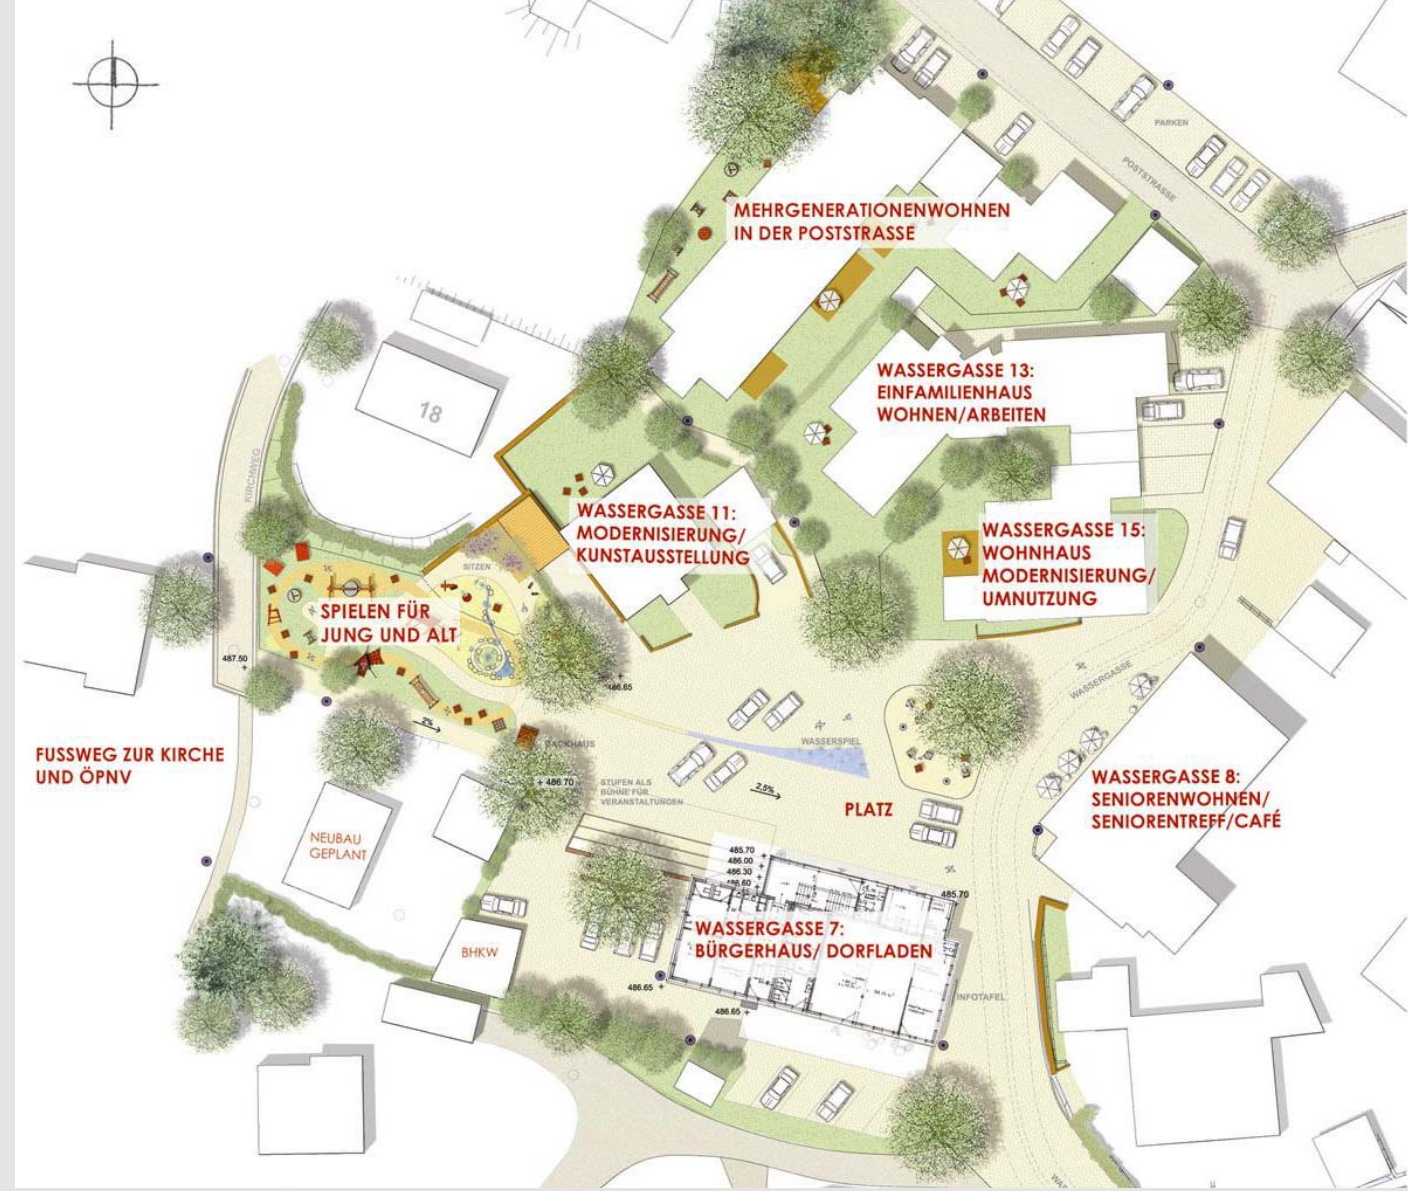 PARKEN
POSTSTRASSE
MEHRGENERATIONENWOHNEN
IN DER POSTSTRASSE
WASSERGASSE 13:
EINFAMILIENHAUS
WOHNEN/ARBEITEN
18
KIRCHWEG
WASSERGASSE 11:
MODERNISIERUNG/
KUNSTAUSSTELLUNG
WASSERGASSE 15:
WOHNHAUS
MODERNISIERUNG/
UMNUTZUNG
SITZEN
SPIELEN FÜR
JUNG UND ALT
487.50
486.65
WASSERGASSE
2%
FUSSWEG ZUR KIRCHE
UND ÖPNV
BACKHAUS
WASSERSPIEL
486.70
STUFEN ALS
BÜHNE FÜR
VERANSTALTUNGEN
2,5%
PLATZ
WASSERGASSE 8:
SENIORENWOHNEN/
SENIORENTREFF/CAFÉ
NEUBAU
GEPLANT
485.70
486.00
486.30
486.60
485.70
WASSERGASSE 7:
BÜRGERHAUS/ DORFLADEN
BHKW
486.65
486.65
INFOTAFEL